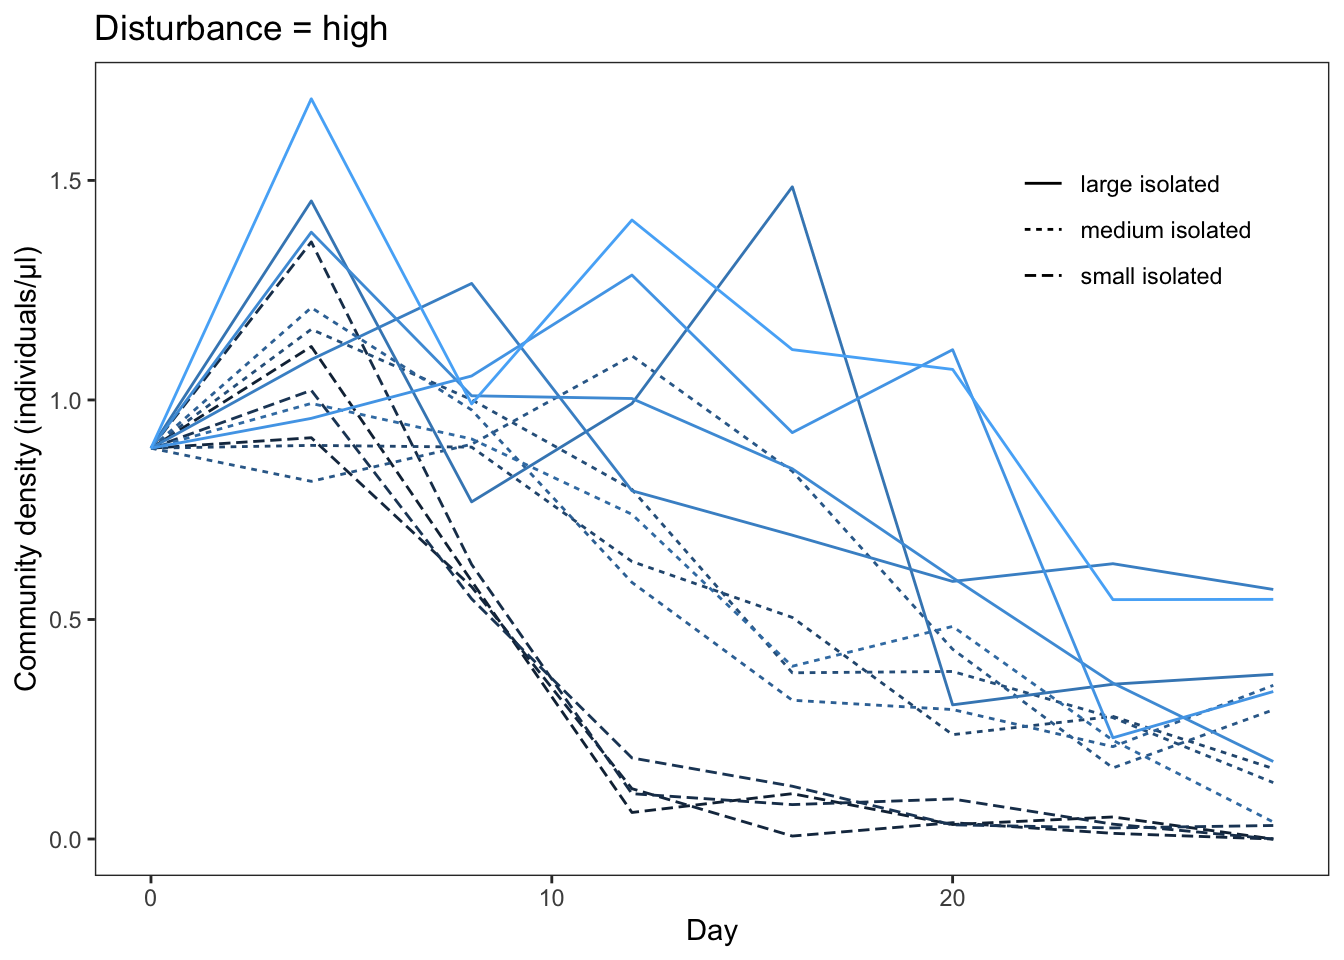 Disturbance = high
Community density (individuals/µl)
1.5
1.0
0.5
0.0
large isolated
medium isolated
small isolated
0
10
20
Day